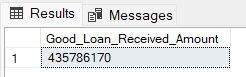 Results Messages
Good_Loan_Received_Amount
1 435786170